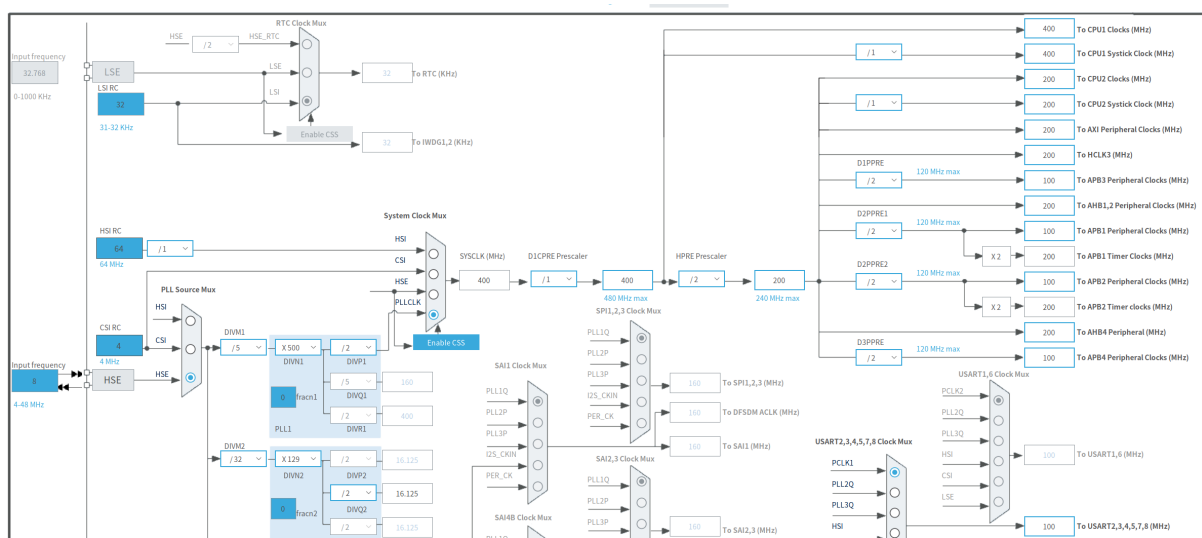 RTC Clock Mux
HSE
/2
HSE_RTC
Input frequency
32.768
0-1000 KHz
LSE
LSE
32
To RTC (KHz)
LSI RC
32
31-32 KHz
LSI
Enable CSS
32
To IWDG1,2 (KHz)
System Clock Mux
HSI RC
64
64 MHz
/1
HSI
CSI
HSE
PLLCLK
Enable CSS
SYSCLK (MHz)
400
D1CPRE Prescaler
/1
400
480 MHz max
HPRE Prescaler
/2
200
240 MHz max
400
To CPU1 Clocks (MHz)
/1
400
To CPU1 Systick Clock (MHz)
200
To CPU2 Clocks (MHz)
/1
200
To CPU2 Systick Clock (MHz)
200
To AXI Peripheral Clocks (MHz)
200
To HCLK3 (MHz)
D1PPRE
/2
120 MHz max
100
To APB3 Peripheral Clocks (MHz)
200
To AHB1,2 Peripheral Clocks (MHz)
D2PPRE1
/2
120 MHz max
100
To APB1 Peripheral Clocks (MHz)
X 2
200
To APB1 Timer Clocks (MHz)
D2PPRE2
/2
120 MHz max
100
To APB2 Peripheral Clocks (MHz)
X 2
200
To APB2 Timer clocks (MHz)
200
To AHB4 Peripheral (MHz)
D3PPRE
/2
120 MHz max
100
To APB4 Peripheral Clocks (MHz)
PLL Source Mux
HSI
CSI RC
4
4 MHz
CSI
Input frequency
8
4-48 MHz
HSE
HSE
DIVM1
/5
X 500
DIVN1
0
fracn1
PLL1
/2
DIVP1
/5
160
DIVQ1
/2
400
DIVR1
DIVM2
/32
X 129
DIVN2
0
fracn2
/2
16.125
DIVP2
/2
16.125
DIVQ2
/2
16.125
SPI1,2,3 Clock Mux
PLL1Q
PLL2P
PLL3P
I2S_CKIN
PER_CK
160
To SPI1,2,3 (MHz)
160
To DFSDM ACLK (MHz)
160
To SAI1 (MHz)
SAI1 Clock Mux
PLL1Q
PLL2P
PLL3P
I2S_CKIN
PER_CK
SAI2,3 Clock Mux
PLL1Q
PLL2P
PLL3P
160
To SAI2,3 (MHz)
SAI4B Clock Mux
PLL1Q
USART1,6 Clock Mux
PCLK2
PLL2Q
PLL3Q
HSI
CSI
LSE
100
To USART1,6 (MHz)
USART2,3,4,5,7,8 Clock Mux
PCLK1
PLL2Q
PLL3Q
HSI
100
To USART2,3,4,5,7,8 (MHz)